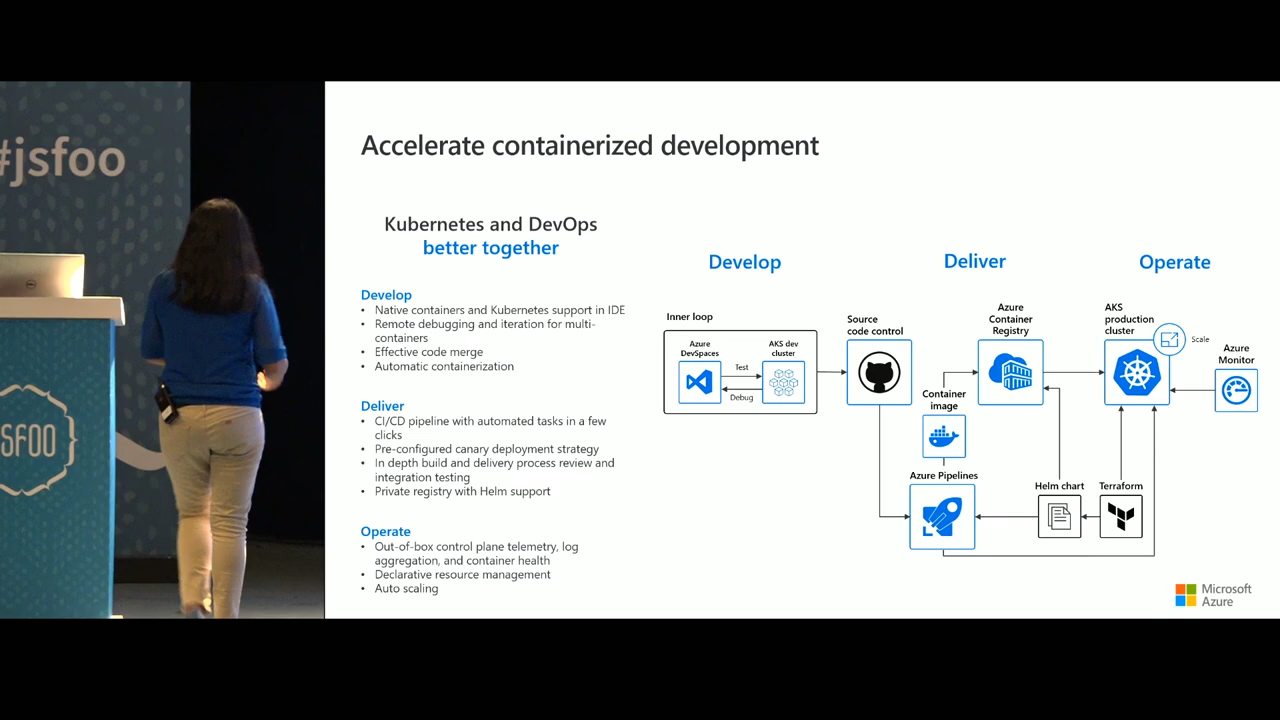 #jsfoo
JSFOO
Accelerate containerized development
Kubernetes and DevOps
better together
Develop
• Native containers and Kubernetes support in IDE
• Remote debugging and iteration for multi-
containers
• Effective code merge
• Automatic containerization
Deliver
• CI/CD pipeline with automated tasks in a few
clicks
• Pre-configured canary deployment strategy
• In depth build and delivery process review and
integration testing
• Private registry with Helm support
Operate
• Out-of-box control plane telemetry, log
aggregation, and container health
• Declarative resource management
• Auto scaling
Develop
Deliver
Operate
Inner loop
Azure
DevSpaces
Test
Debug
AKS dev
cluster
Source
code control
Azure
Container
Registry
Container
image
Azure Pipelines
Helm chart
Terraform
AKS
production
cluster
Scale
Azure
Monitor
Microsoft
Azure